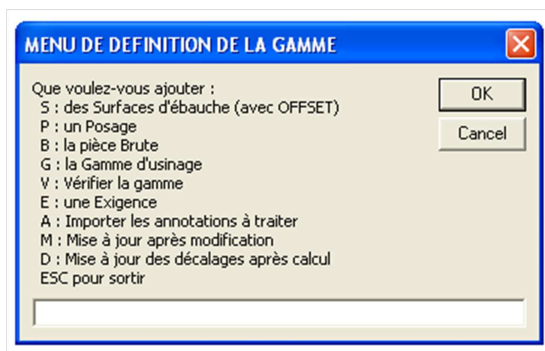 MENU DE DEFINITION DE LA GAMME
Que voulez-vous ajouter :
S : des Surfaces d'ébauche (avec OFFSET)
P : un Posage
B : la pièce Brute
G : la Gamme d'usinage
V : Vérifier la gamme
E : une Exigence
A : Importer les annotations à traiter
M : Mise à jour après modification
D : Mise à jour des décalages après calcul
ESC pour sortir
OK
Cancel